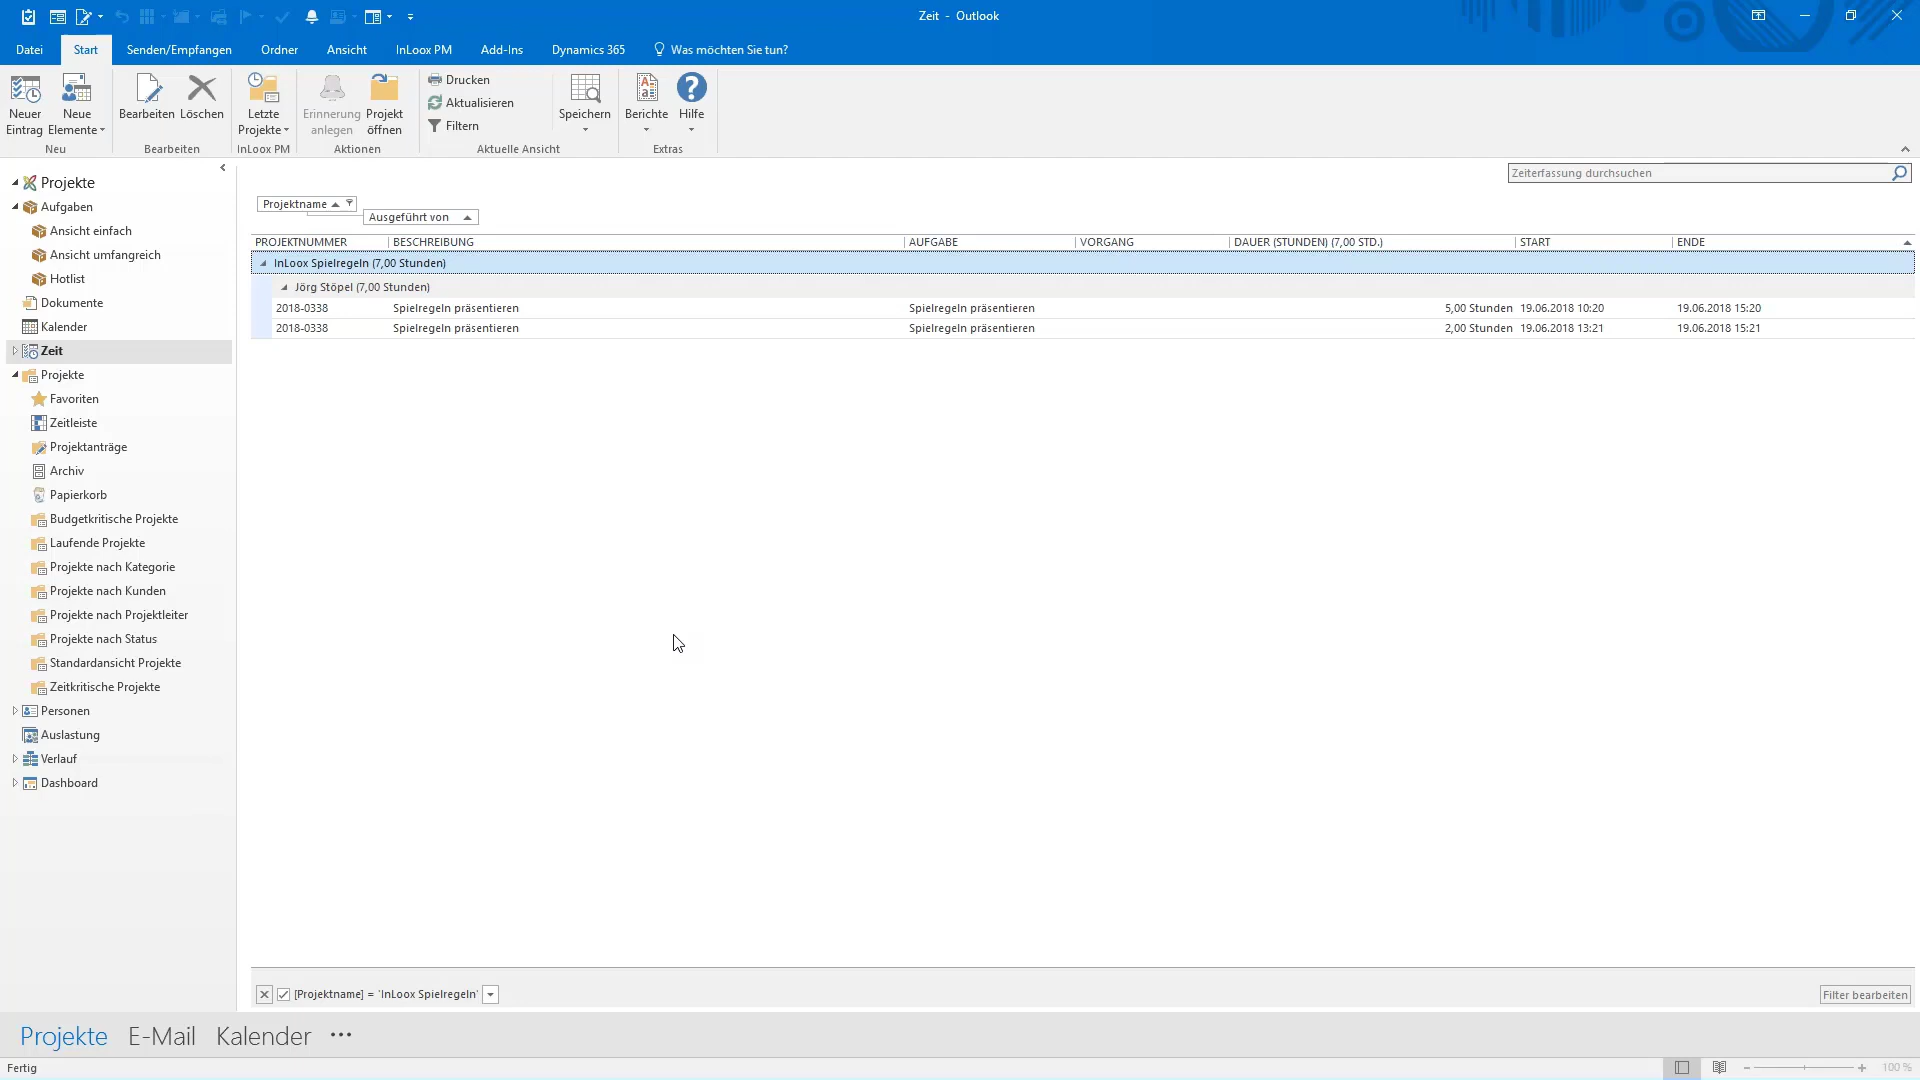 Zeit - Outlook
Datei Start Senden/Empfangen Ordner Ansicht InLoox PM Add-Ins Dynamics 365 Was möchten Sie tun?
Neuer Eintrag
Neue Elemente
Neu
Bearbeiten
Löschen
Bearbeiten
Letzte Projekte
InLoox PM
Erinnerung anlegen
Projekt öffnen
Aktionen
Drucken
Aktualisieren
Filtern
Speichern
Aktuelle Ansicht
Berichte
Hilfe
Extras
Projekte
Aufgaben
Ansicht einfach
Ansicht umfangreich
Hotlist
Dokumente
Kalender
Zeit
Projekte
Favoriten
Zeitleiste
Projektanträge
Archiv
Papierkorb
Budgetkritische Projekte
Laufende Projekte
Projekte nach Kategorie
Projekte nach Kunden
Projekte nach Projektleiter
Projekte nach Status
Standardansicht Projekte
Zeitkritische Projekte
Personen
Auslastung
Verlauf
Dashboard
Zeiterfassung durchsuchen
Projektname
Ausgeführt von
PROJEKTNUMMER BESCHREIBUNG AUFGABE VORGANG DAUER (STUNDEN) (7,00 STD.) START ENDE
InLoox Spielregeln (7,00 Stunden)
Jörg Stöpel (7,00 Stunden)
2018-0338 Spielregeln präsentieren Spielregeln präsentieren 5,00 Stunden 19.06.2018 10:20 19.06.2018 15:20
2018-0338 Spielregeln präsentieren Spielregeln präsentieren 2,00 Stunden 19.06.2018 13:21 19.06.2018 15:21
[Projektname] = 'InLoox Spielregeln'
Filter bearbeiten
Projekte E-Mail Kalender ...
Fertig
100 %